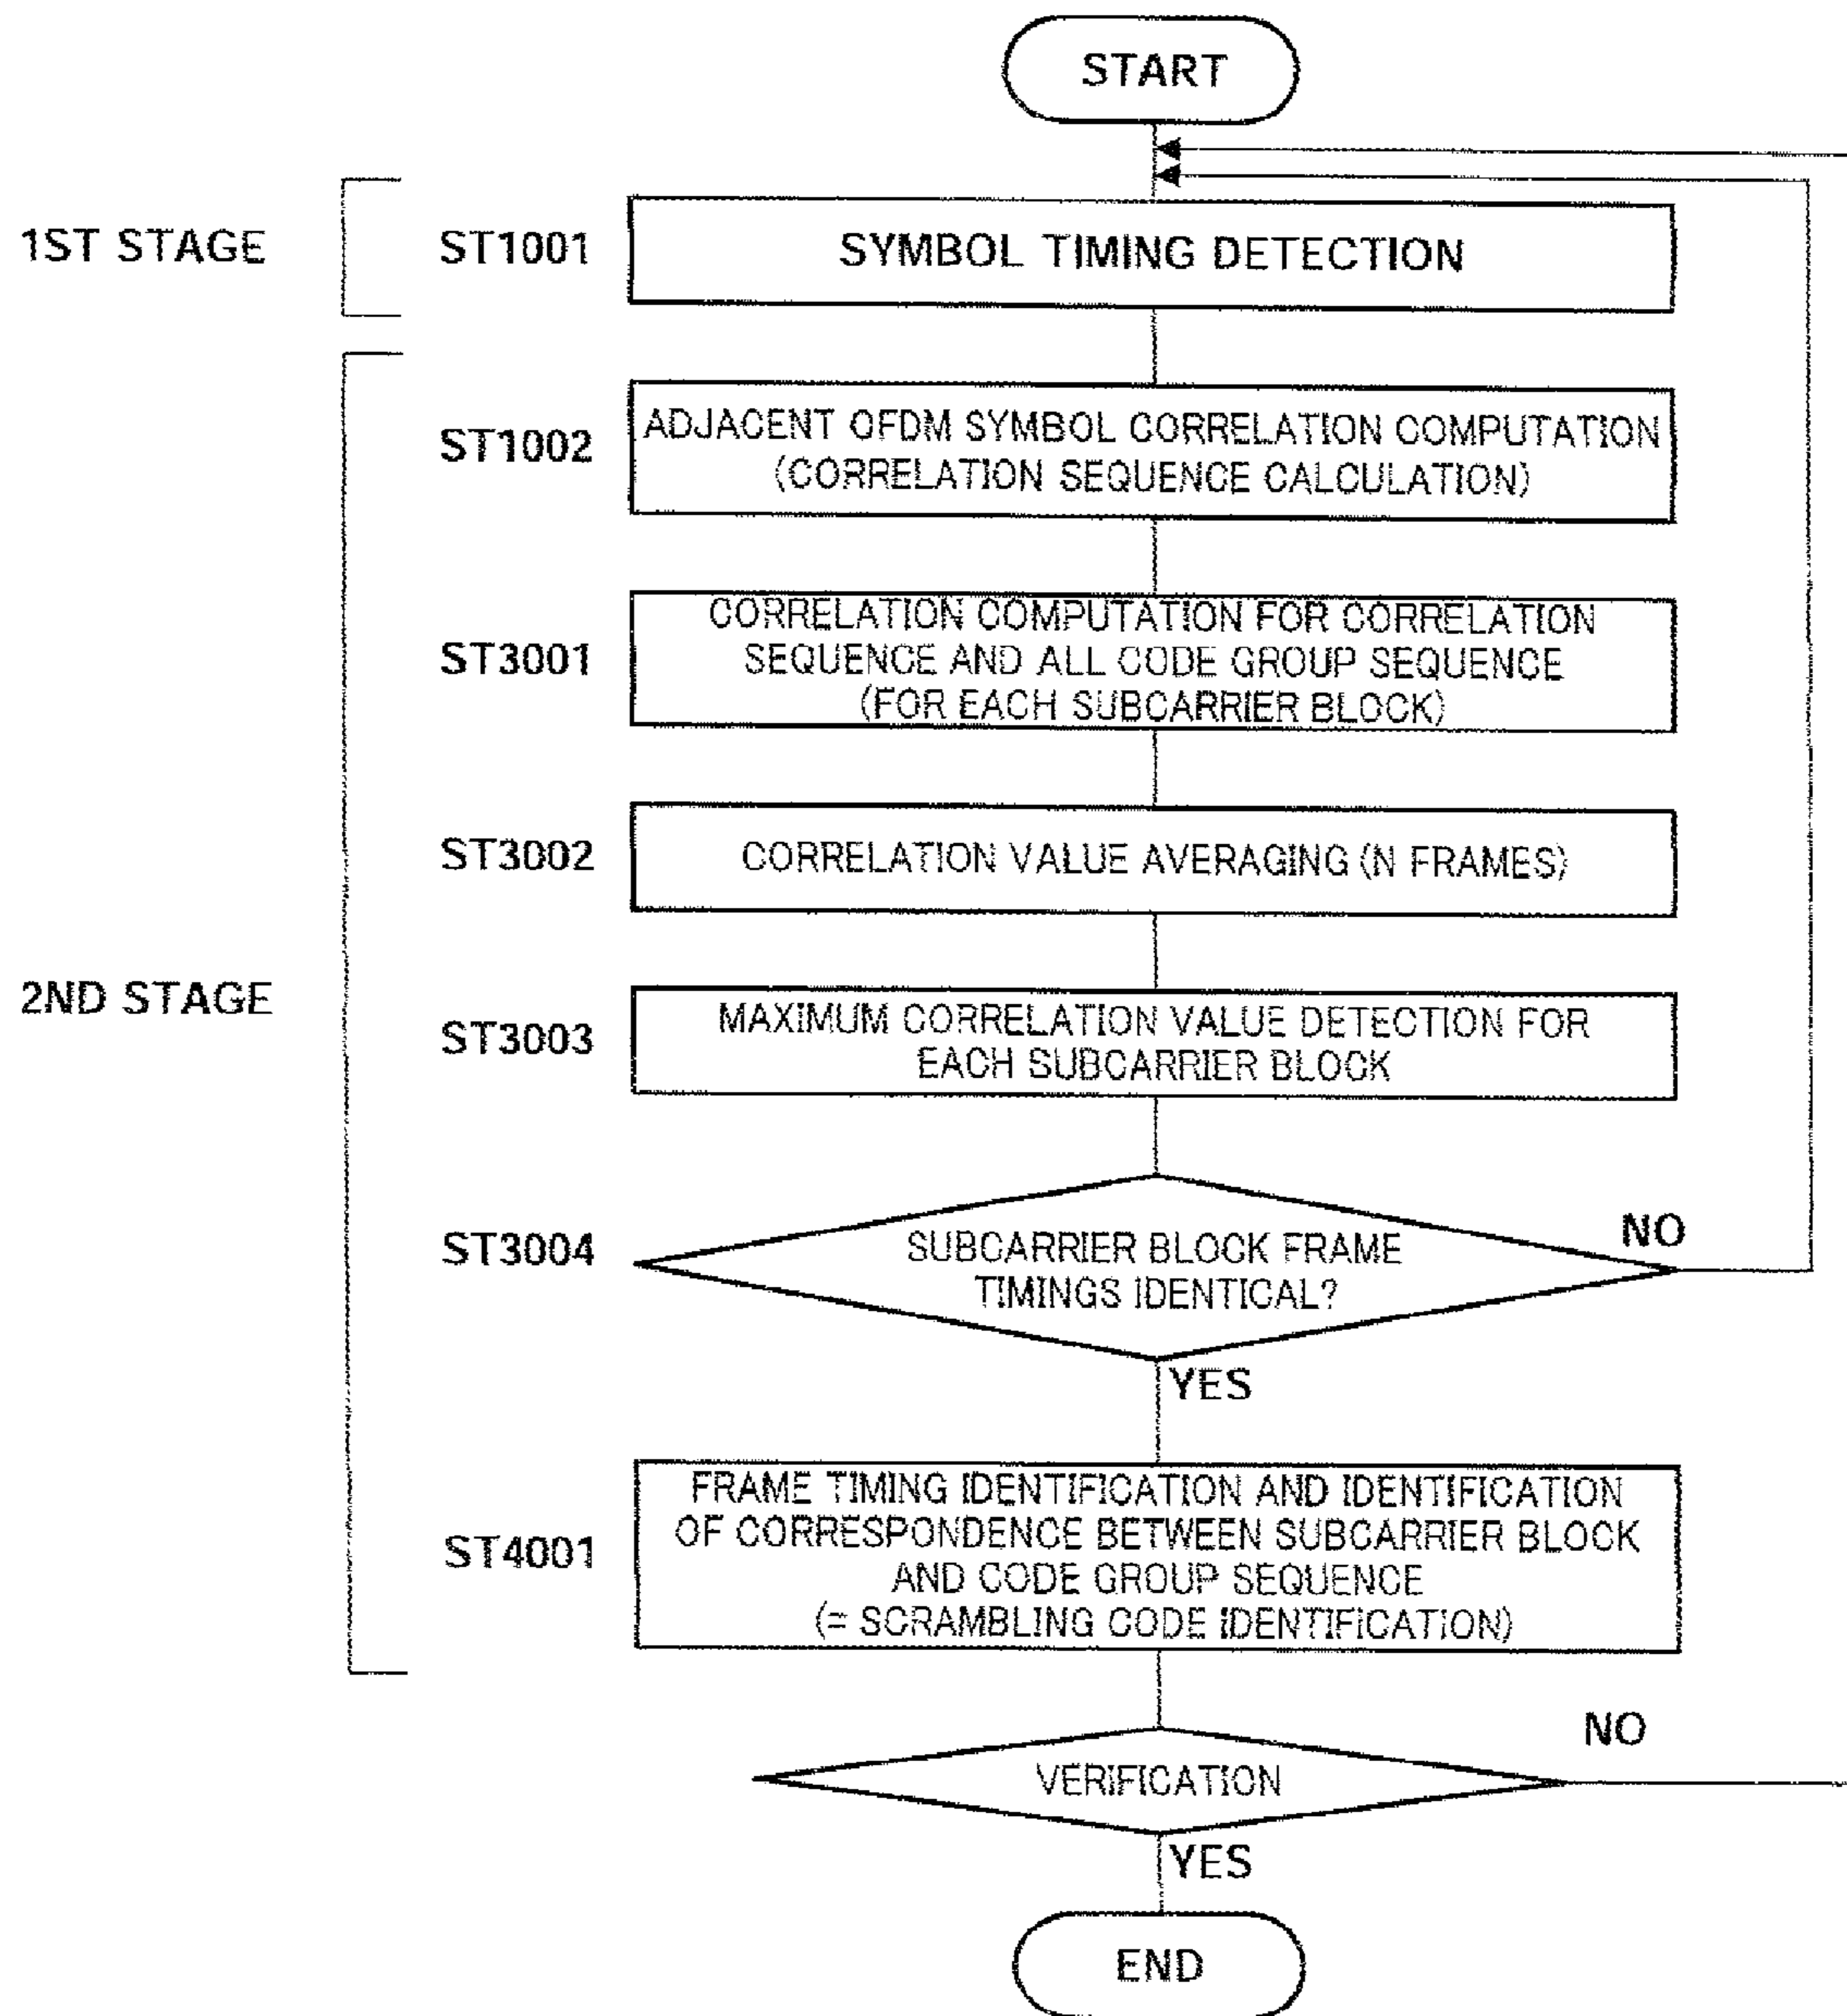 START
1ST STAGE
ST1001
SYMBOL TIMING DETECTION
ST1002
ADJACENT OFDM SYMBOL CORRELATION COMPUTATION
(CORRELATION SEQUENCE CALCULATION)
ST3001
CORRELATION COMPUTATION FOR CORRELATION
SEQUENCE AND ALL CODE GROUP SEQUENCE
(FOR EACH SUBCARRIER BLOCK)
ST3002
CORRELATION VALUE AVERAGING (N FRAMES)
2ND STAGE
ST3003
MAXIMUM CORRELATION VALUE DETECTION FOR
EACH SUBCARRIER BLOCK
ST3004
SUBCARRIER BLOCK FRAME
TIMINGS IDENTICAL?
NO
YES
ST4001
FRAME TIMING IDENTIFICATION AND IDENTIFICATION
OF CORRESPONDENCE BETWEEN SUBCARRIER BLOCK
AND CODE GROUP SEQUENCE
(= SCRAMBLING CODE IDENTIFICATION)
VERIFICATION
NO
YES
END